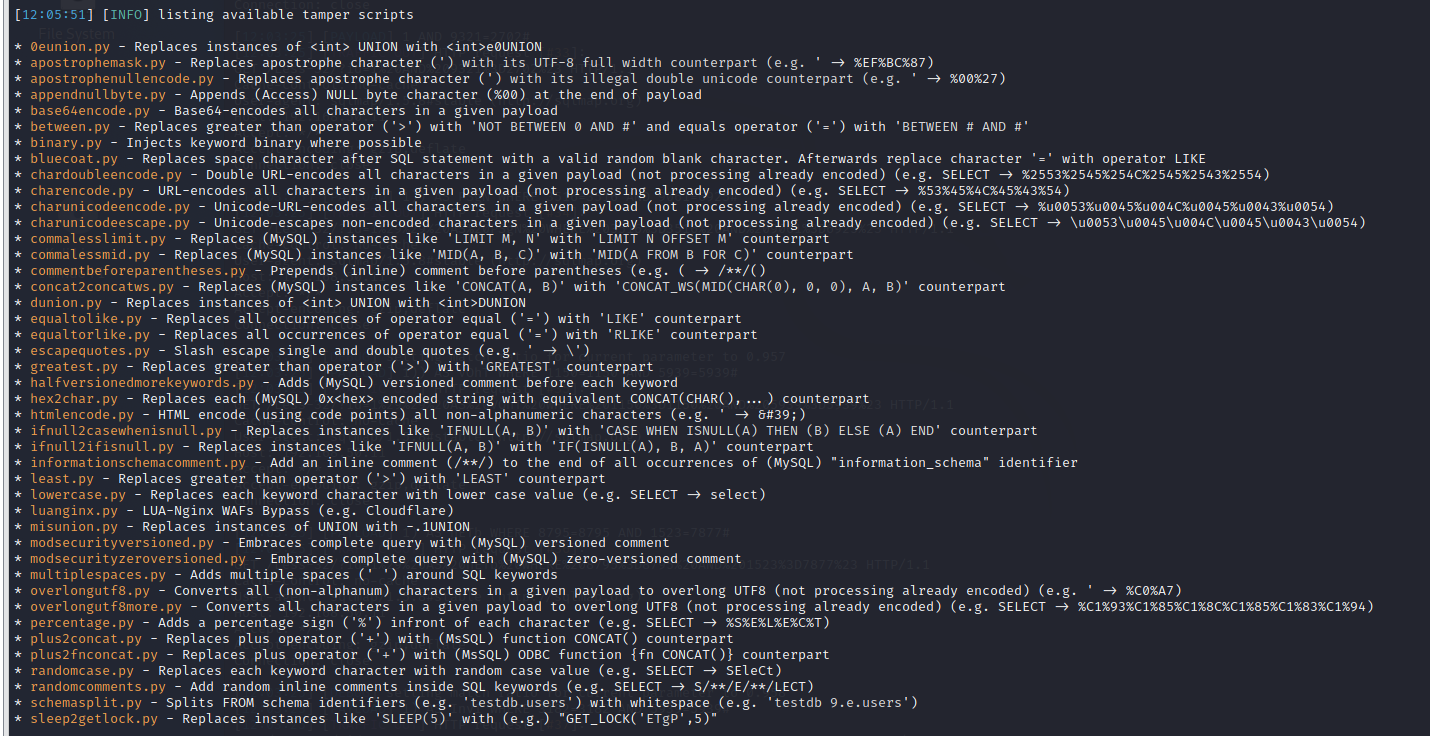 [12:05:51] [INFO] listing available tamper scripts
* 0eunion.py - Replaces instances of <int> UNION with <int>e0UNION
* apostrophemask.py - Replaces apostrophe character (') with its UTF-8 full width counterpart (e.g. ' -> %EF%BC%87)
* apostrophenullencode.py - Replaces apostrophe character (') with its illegal double unicode counterpart (e.g. ' -> %00%27)
* appendnullbyte.py - Appends (Access) NULL byte character (%00) at the end of payload
* base64encode.py - Base64-encodes all characters in a given payload
* between.py - Replaces greater than operator ('>') with 'NOT BETWEEN 0 AND #' and equals operator ('=') with 'BETWEEN # AND #'
* binary.py - Injects keyword binary where possible
* bluecoat.py - Replaces space character after SQL statement with a valid random blank character. Afterwards replace character '=' with operator LIKE
* chardoubleencode.py - Double URL-encodes all characters in a given payload (not processing already encoded) (e.g. SELECT -> %2553%2545%254C%2545%2543%2554)
* charencode.py - URL-encodes all characters in a given payload (not processing already encoded) (e.g. SELECT -> %53%45%4C%45%43%54)
* charunicodeencode.py - Unicode-URL-encodes all characters in a given payload (not processing already encoded) (e.g. SELECT -> %u0053%u0045%u004C%u0045%u0043%u0054)
* charunicodeescape.py - Unicode-escapes non-encoded characters in a given payload (not processing already encoded) (e.g. SELECT -> \u0053\u0045\u004C\u0045\u0043\u0054)
* commalesslimit.py - Replaces (MySQL) instances like 'LIMIT M, N' with 'LIMIT N OFFSET M' counterpart
* commalessmid.py - Replaces (MySQL) instances like 'MID(A, B, C)' with 'MID(A FROM B FOR C)' counterpart
* commentbeforeparentheses.py - Prepends (inline) comment before parentheses (e.g. ( -> /**/()
* concat2concatws.py - Replaces (MySQL) instances like 'CONCAT(A, B)' with 'CONCAT_WS(MID(CHAR(0), 0, 0), A, B)' counterpart
* dunion.py - Replaces instances of <int> UNION with <int>DUNION
* equaltolike.py - Replaces all occurrences of operator equal ('=') with 'LIKE' counterpart
* equaltorlike.py - Replaces all occurrences of operator equal ('=') with 'RLIKE' counterpart
* escapequotes.py - Slash escape single and double quotes (e.g. ' -> \')
* greatest.py - Replaces greater than operator ('>') with 'GREATEST' counterpart
* halfversionedmorekeywords.py - Adds (MySQL) versioned comment before each keyword
* hex2char.py - Replaces each (MySQL) 0x<hex> encoded string with equivalent CONCAT(CHAR(),...) counterpart
* htmlencode.py - HTML encode (using code points) all non-alphanumeric characters (e.g. ' -> &#39;)
* ifnull2casewhenisnull.py - Replaces instances like 'IFNULL(A, B)' with 'CASE WHEN ISNULL(A) THEN (B) ELSE (A) END' counterpart
* ifnull2ifisnull.py - Replaces instances like 'IFNULL(A, B)' with 'IF(ISNULL(A), B, A)' counterpart
* informationschemacomment.py - Add an inline comment (/**/) to the end of all occurrences of (MySQL) "information_schema" identifier
* least.py - Replaces greater than operator ('>') with 'LEAST' counterpart
* lowercase.py - Replaces each keyword character with lower case value (e.g. SELECT -> select)
* luanginx.py - LUA-Nginx WAFs Bypass (e.g. Cloudflare)
* misunion.py - Replaces instances of UNION with -.1UNION
* modsecurityversioned.py - Embraces complete query with (MySQL) versioned comment
* modsecurityzeroversioned.py - Embraces complete query with (MySQL) zero-versioned comment
* multiplespaces.py - Adds multiple spaces (' ') around SQL keywords
* overlongutf8.py - Converts all (non-alphanum) characters in a given payload to overlong UTF8 (not processing already encoded) (e.g. ' -> %C0%A7)
* overlongutf8more.py - Converts all characters in a given payload to overlong UTF8 (not processing already encoded) (e.g. SELECT -> %C1%93%C1%85%C1%8C%C1%85%C1%83%C1%94)
* percentage.py - Adds a percentage sign ('%') infront of each character (e.g. SELECT -> %S%E%L%E%C%T)
* plus2concat.py - Replaces plus operator ('+') with (MsSQL) function CONCAT() counterpart
* plus2fnconcat.py - Replaces plus operator ('+') with (MsSQL) ODBC function {fn CONCAT()} counterpart
* randomcase.py - Replaces each keyword character with random case value (e.g. SELECT -> SEleCt)
* randomcomments.py - Add random inline comments inside SQL keywords (e.g. SELECT -> S/**/E/**/LECT)
* schemasplit.py - Splits FROM schema identifiers (e.g. 'testdb.users') with whitespace (e.g. 'testdb 9.e.users')
* sleep2getlock.py - Replaces instances like 'SLEEP(5)' with (e.g.) "GET_LOCK('ETgP',5)"